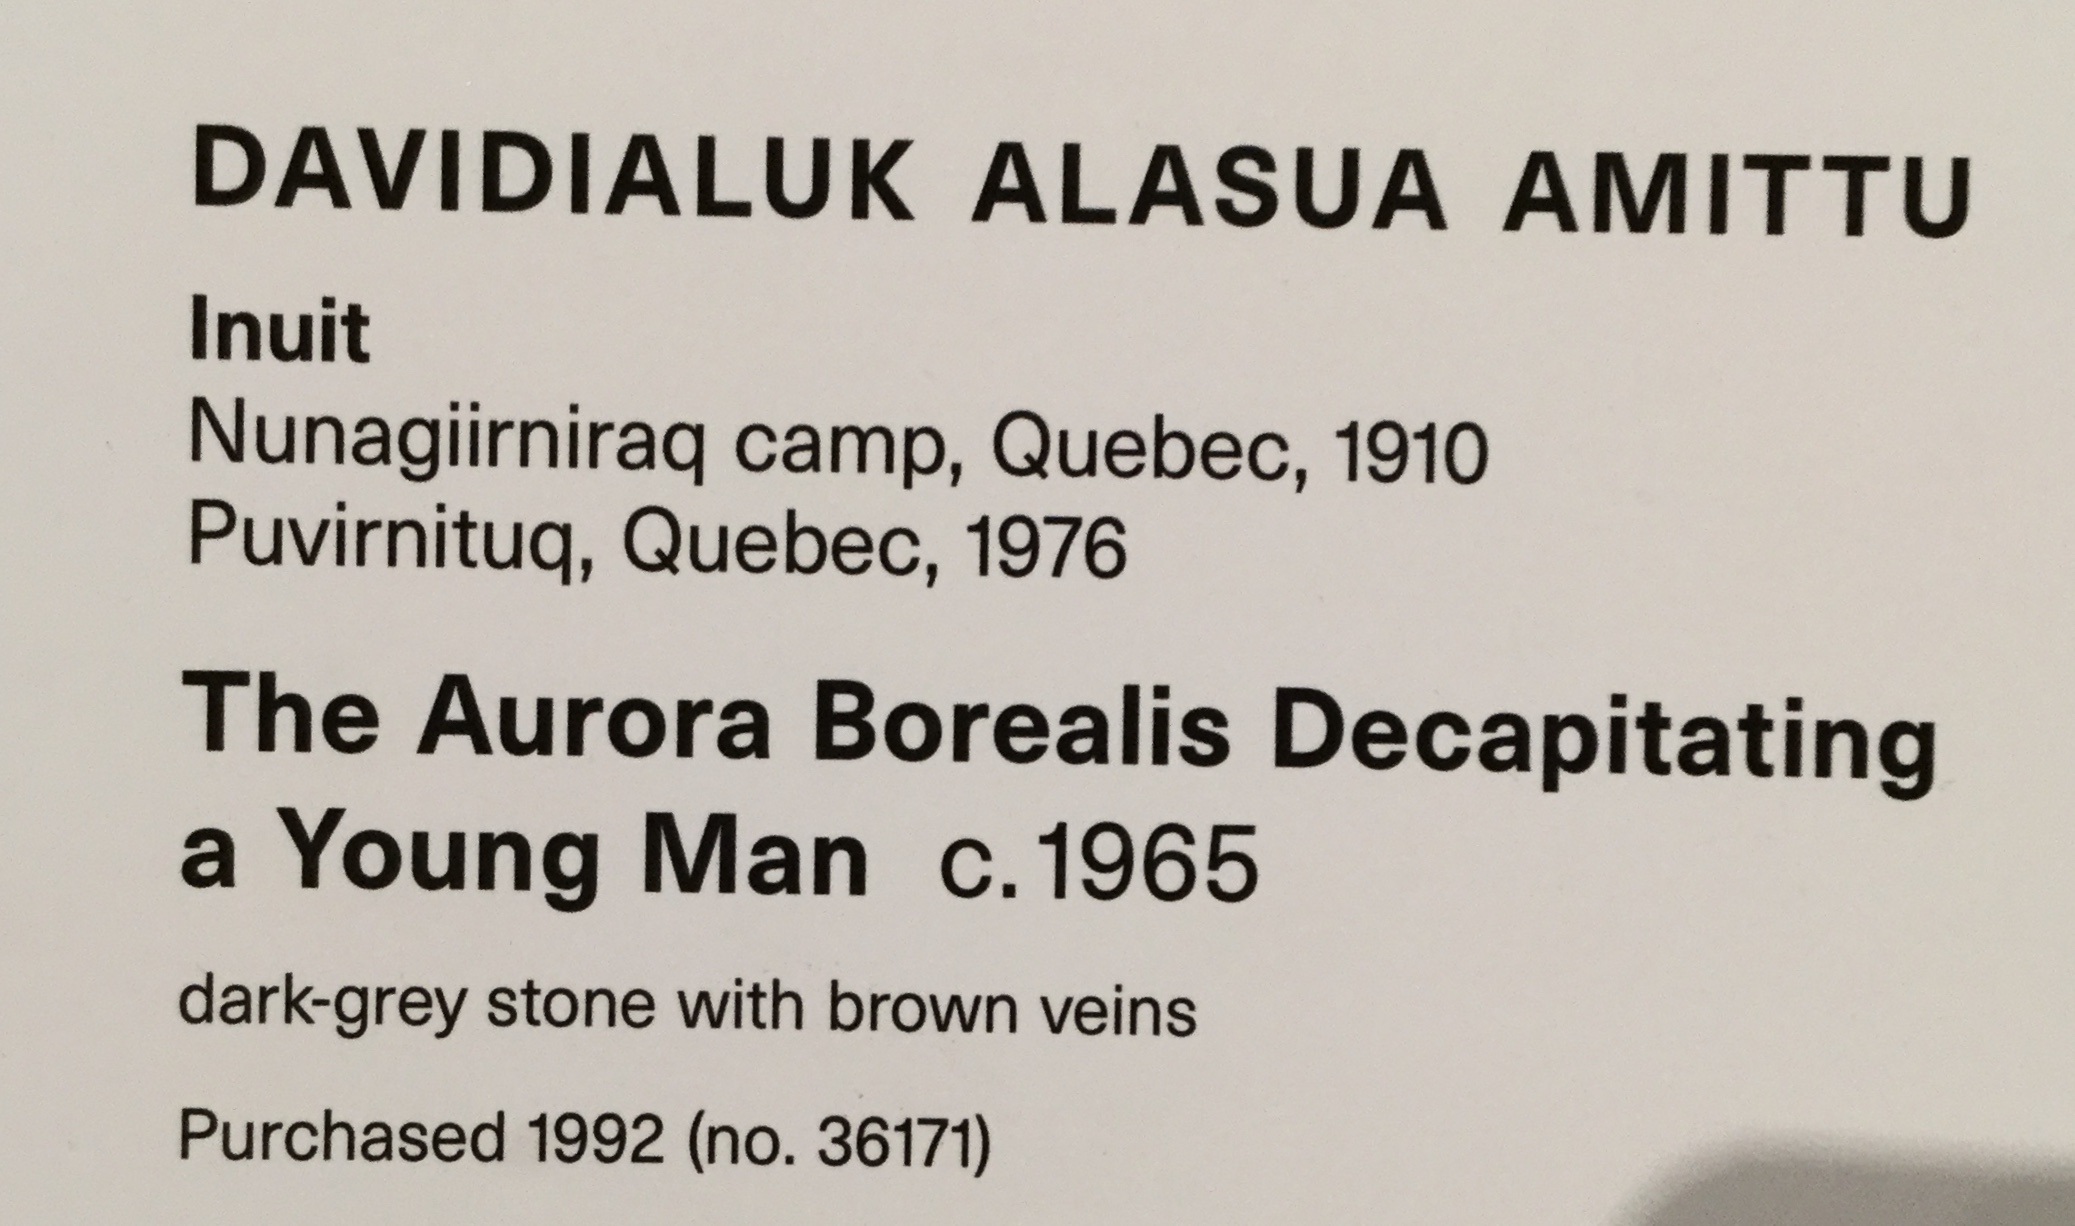 DAVIDIALUK ALASUA AMITTU
Inuit
Nunagiirniraq camp, Quebec, 1910
Puvirnituq, Quebec, 1976
The Aurora Borealis Decapitating
a Young Man c. 1965
dark-grey stone with brown veins
Purchased 1992 (no. 36171)